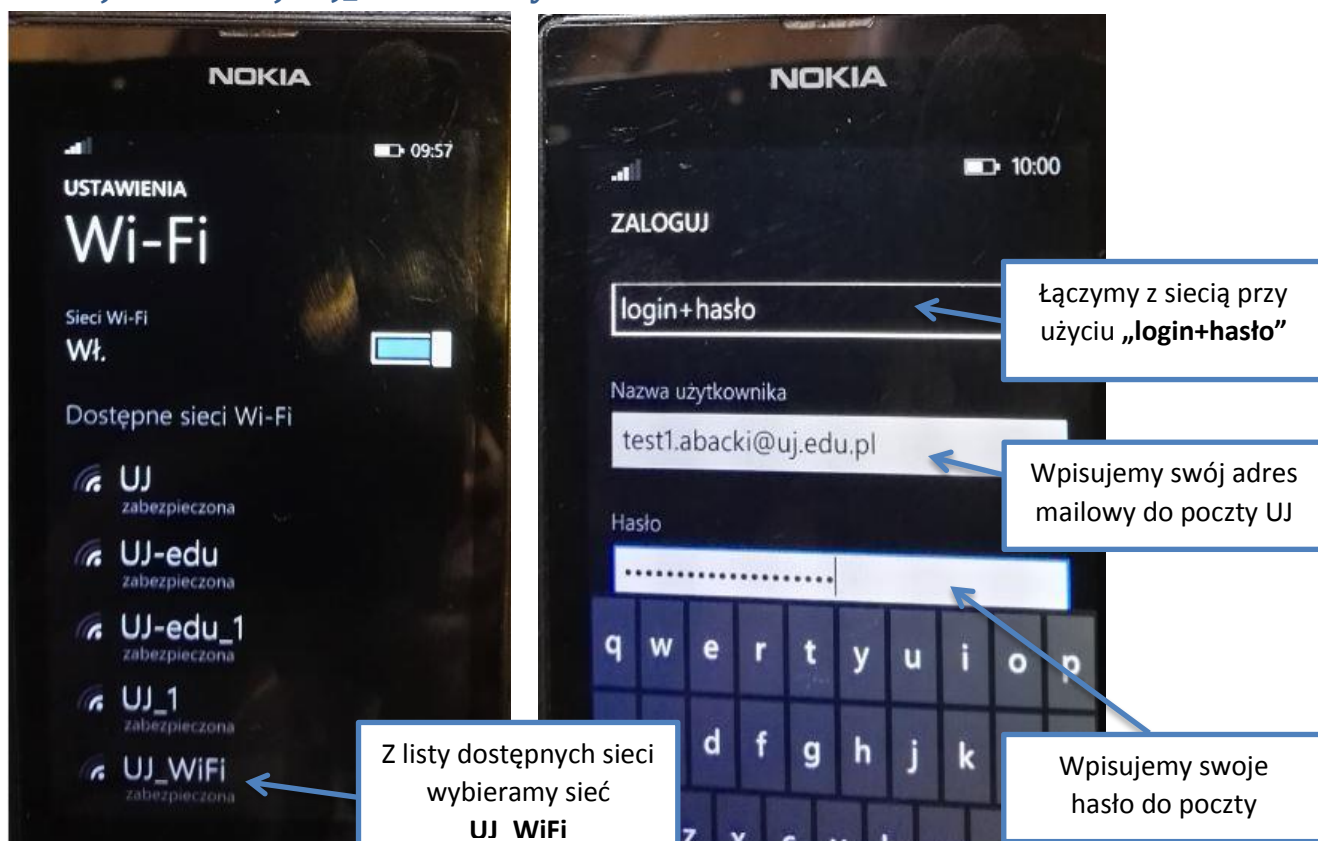 NOKIA
09:57
USTAWIENIA
Wi-Fi
Sieci Wi-Fi
Wł.
Dostępne sieci Wi-Fi
UJ
zabezpieczona
UJ-edu
zabezpieczona
UJ-edu_1
zabezpieczona
UJ_1
zabezpieczona
UJ_WiFi
zabezpieczona
Z listy dostępnych sieci
wybieramy sieć
UJ_WiFi
NOKIA
10:00
ZALOGUJ
login+hasło
Łączymy z siecią przy
użyciu „login+hasło”
Nazwa użytkownika
test1.abacki@uj.edu.pl
Wpisujemy swój adres
mailowy do poczty UJ
Hasło
••••••••••••••••••••
q w e r t y u i o p
d f g h j k
Wpisujemy swoje
hasło do poczty